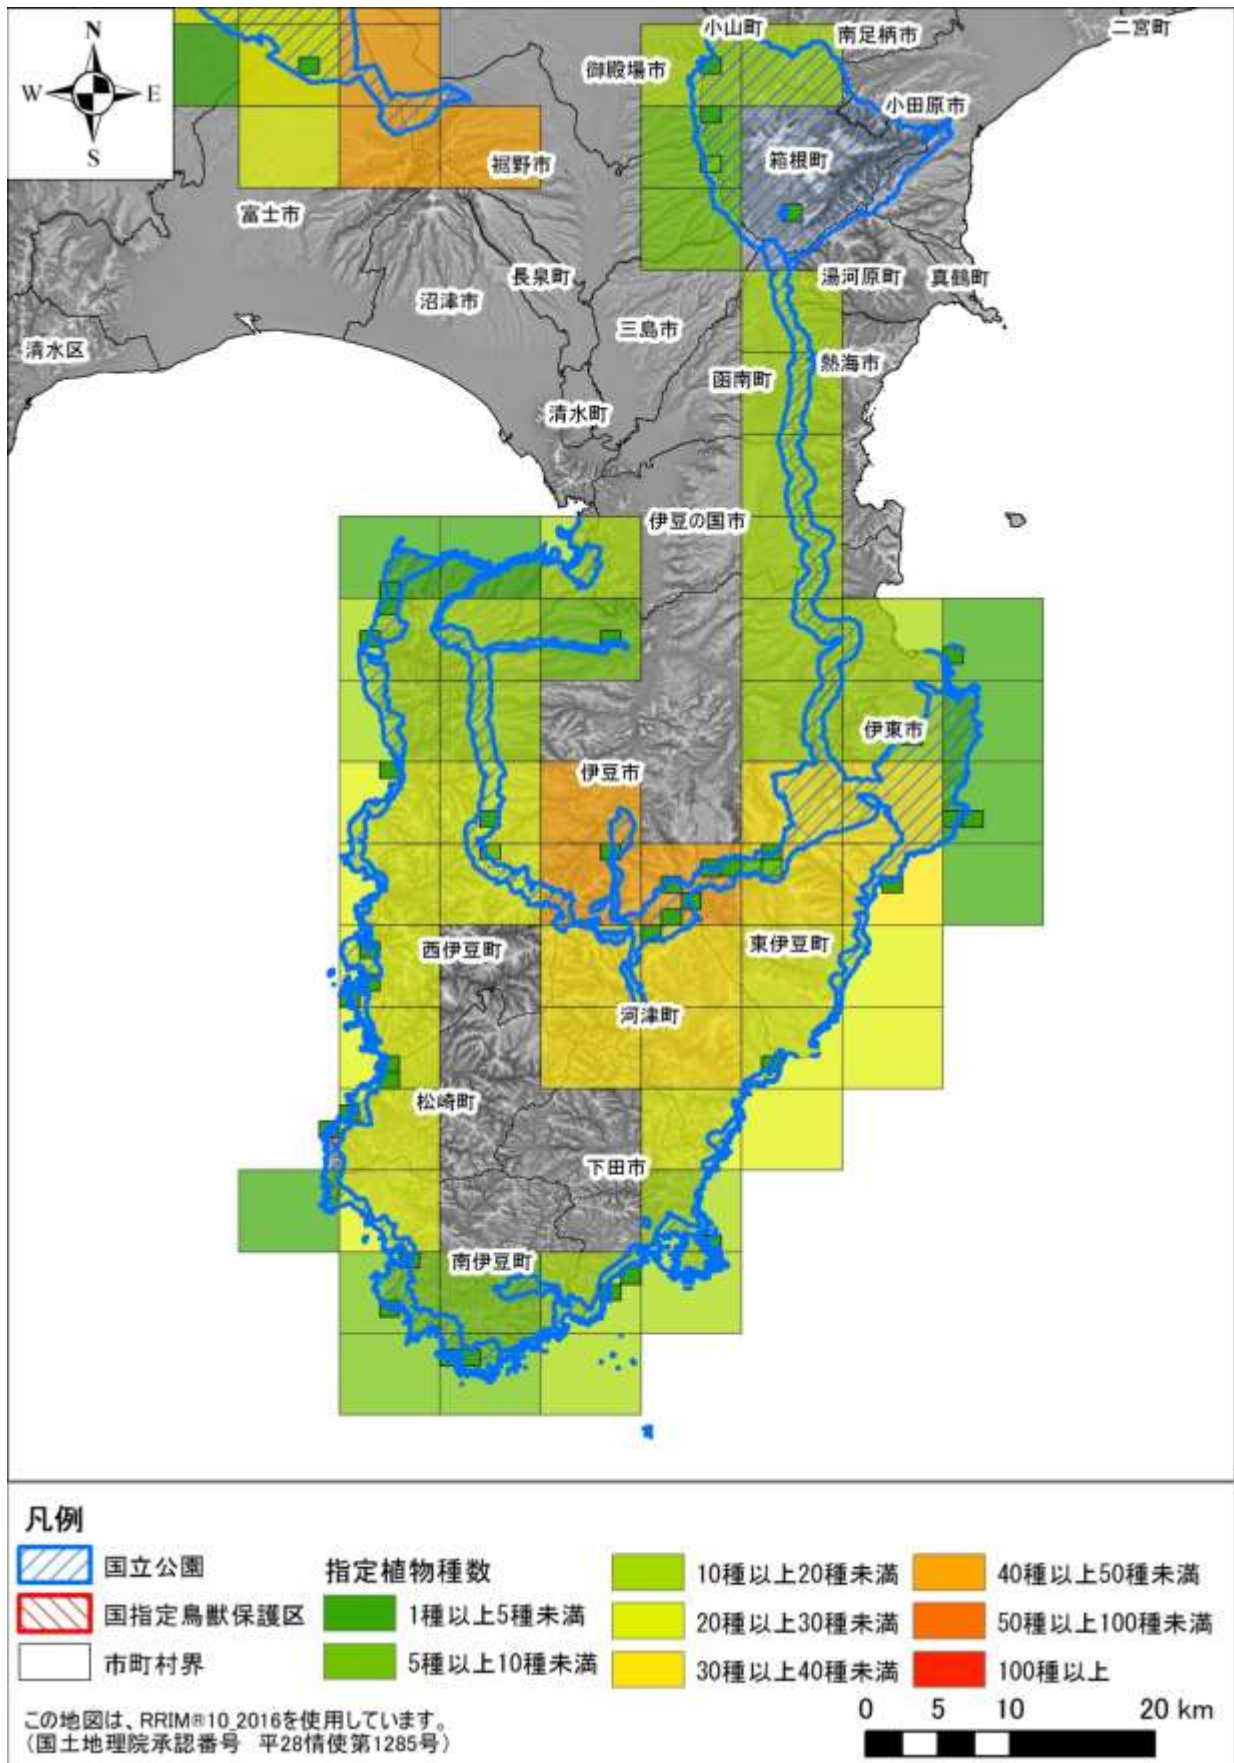 N
小山町
南足柄市
二宮町
御殿場市
W
E
小田原市
S
箱根町
裾野市
富士市
長泉町
湯河原町
真鶴町
沼津市
三島市
清水区
熱海市
函南町
清水町
伊豆の国市
伊東市
伊豆市
西伊豆町
東伊豆町
河津町
松崎町
下田市
南伊豆町
凡例
国立公園
国指定鳥獣保護区
市町村界
指定植物種数
1種以上5種未満
5種以上10種未満
10種以上20種未満
20種以上30種未満
30種以上40種未満
40種以上50種未満
50種以上100種未満
100種以上
この地図は、RRIM®10_2016を使用しています。
（国土地理院承認番号 平28情使第1285号）
0 5 10 20 km